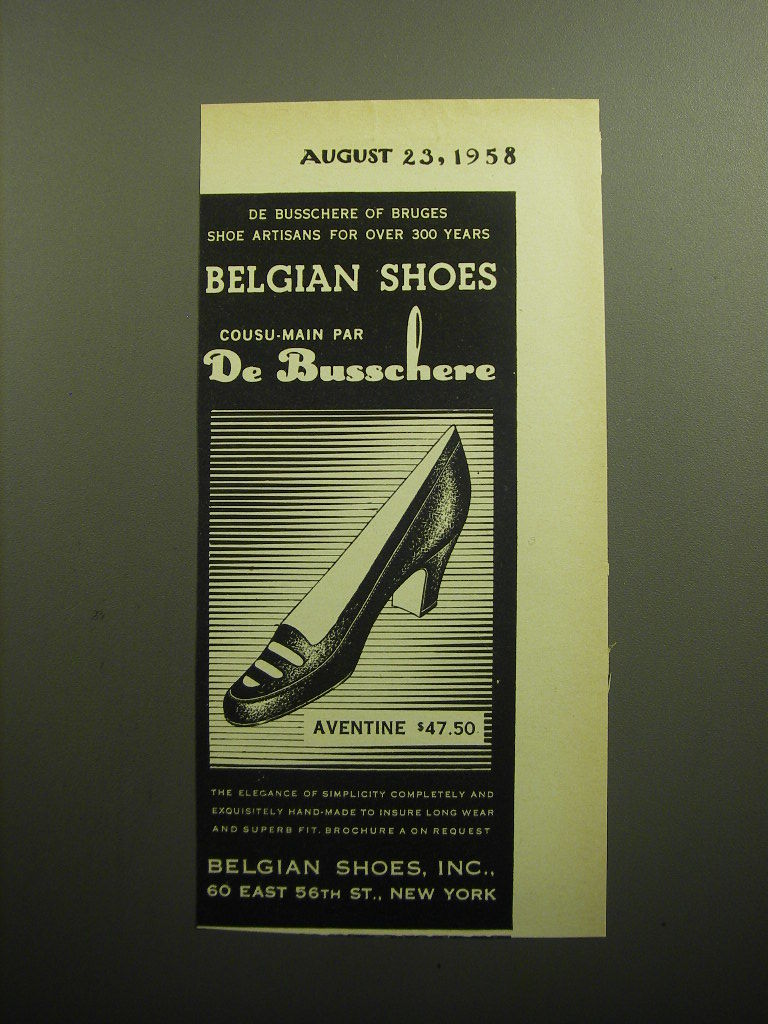 AUGUST 23, 1958
DE BUSSCHERE OF BRUGES
SHOE ARTISANS FOR OVER 300 YEARS
BELGIAN SHOES
COUSU-MAIN PAR
De Busschere
AVENTINE $47.50
THE ELEGANCE OF SIMPLICITY COMPLETELY AND
EXQUISITELY HAND-MADE TO INSURE LONG WEAR
AND SUPERB FIT. BROCHURE A ON REQUEST
BELGIAN SHOES, INC.,
60 EAST 56TH ST., NEW YORK